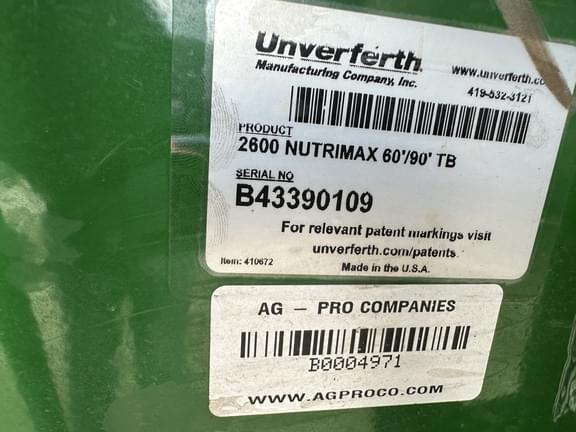 Unverferth
Manufacturing Company, Inc.
www.unverferth.co
419-532-3121
PRODUCT
2600 NUTRIMAX 60'/90' TB
SERIAL NO
B43390109
For relevant patent markings visit
unverferth.com/patents
Item: 410672
Made in the U.S.A.
AG - PRO COMPANIES
B0004971
WWW.AGPROCO.COM